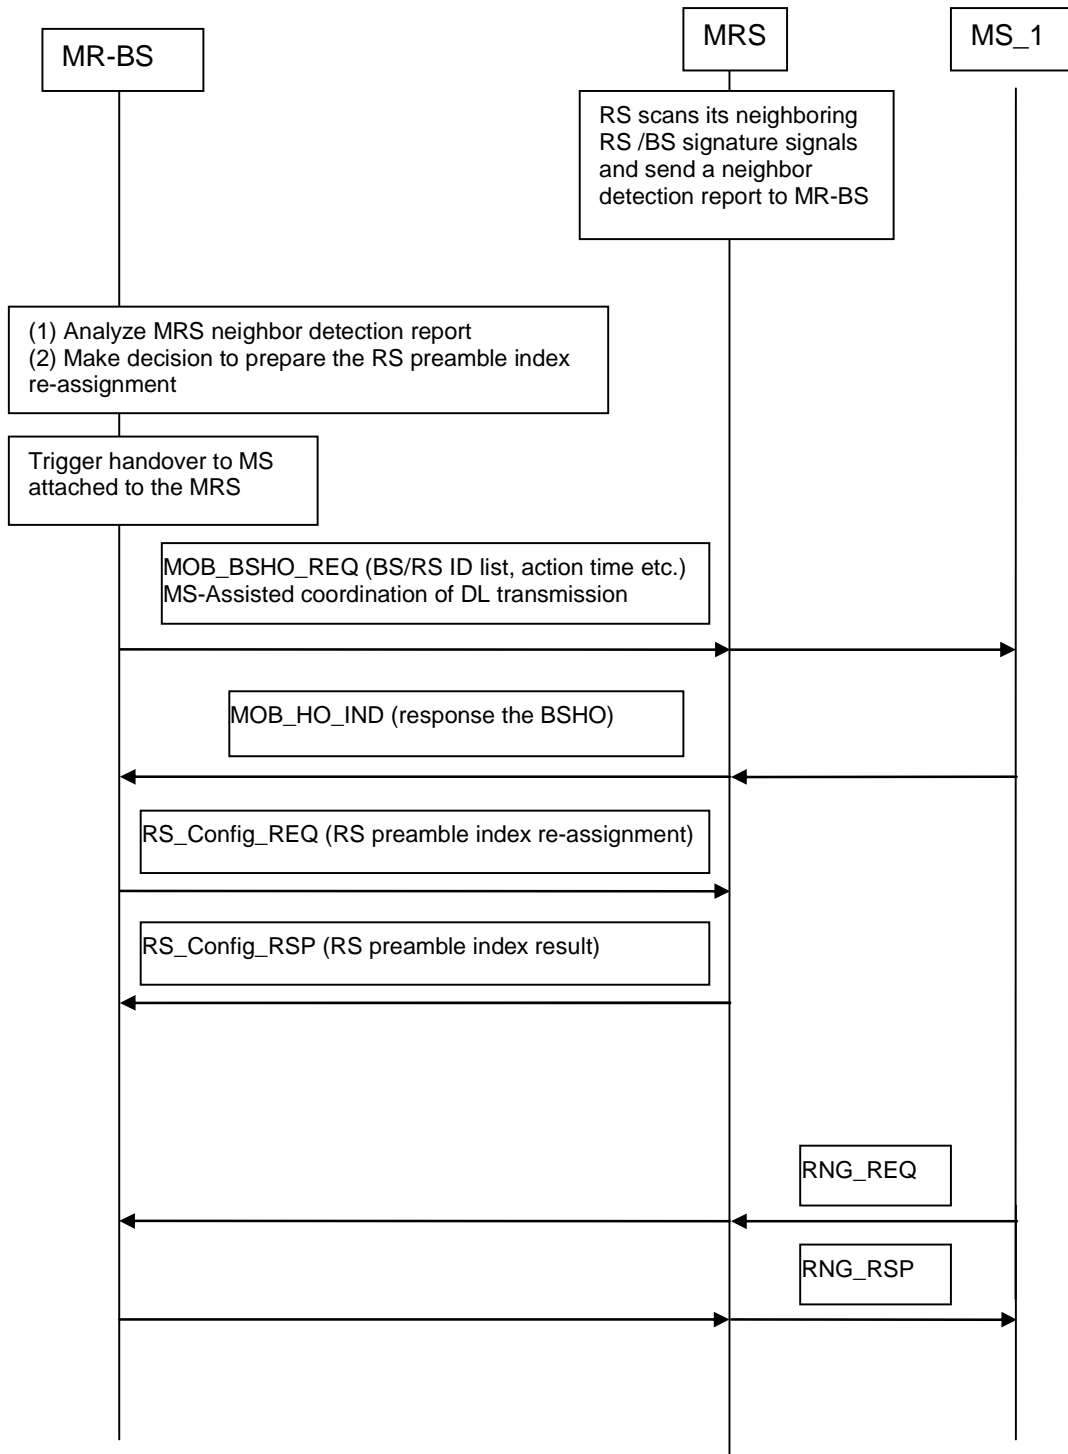 MR-BS
MRS
MS_1
RS scans its neighboring
RS /BS signature signals
and send a neighbor
detection report to MR-BS
(1) Analyze MRS neighbor detection report
(2) Make decision to prepare the RS preamble index
re-assignment
Trigger handover to MS
attached to the MRS
MOB_BSHO_REQ (BS/RS ID list, action time etc.)
MS-Assisted coordination of DL transmission
MOB_HO_IND (response the BSHO)
RS_Config_REQ (RS preamble index re-assignment)
RS_Config_RSP (RS preamble index result)
RNG_REQ
RNG_RSP